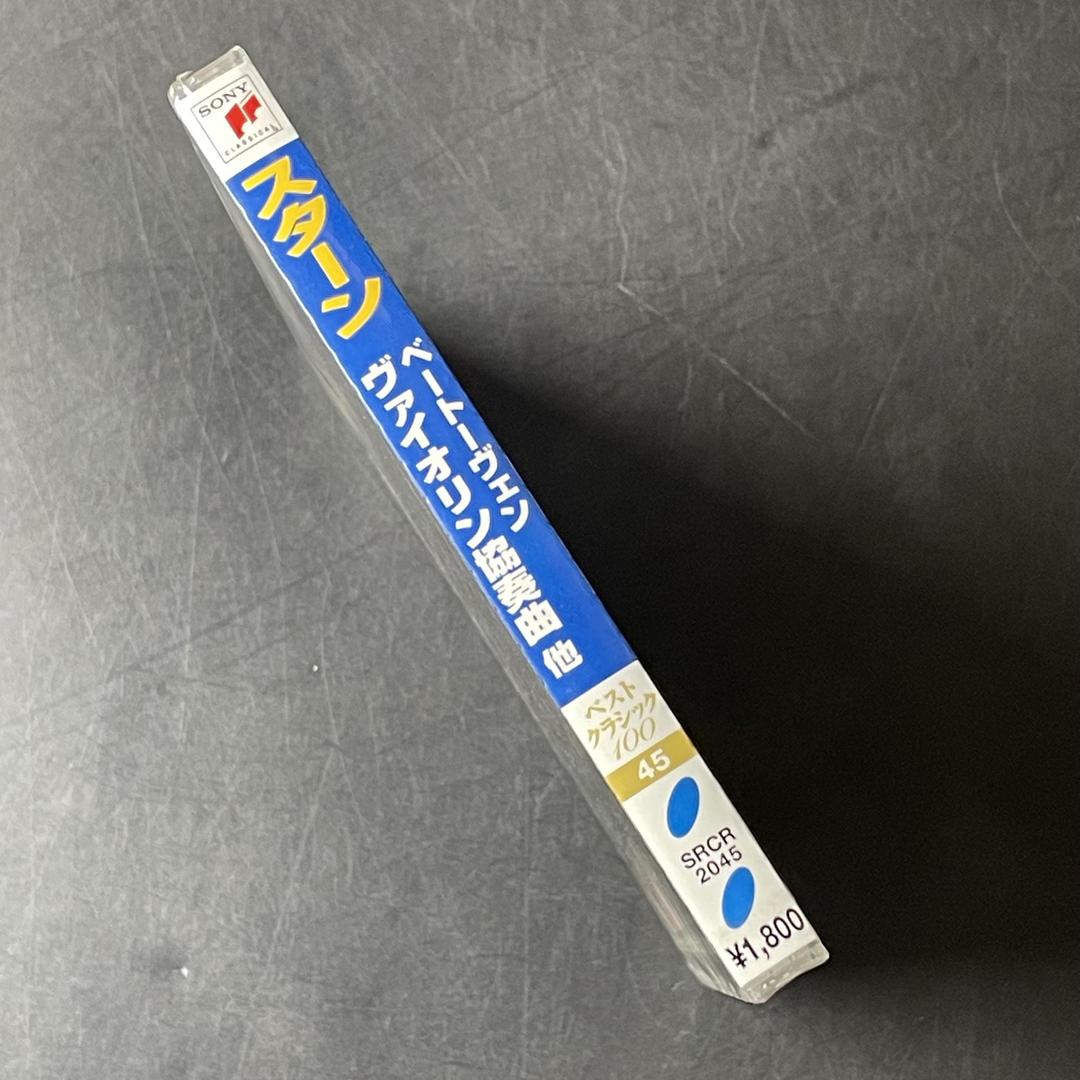 SONY
CLASSICAL
スターン
ベートーヴェン
ヴァイオリン協奏曲 他
ベスト
クラシック
100
45
SRCR
2045
¥1,800